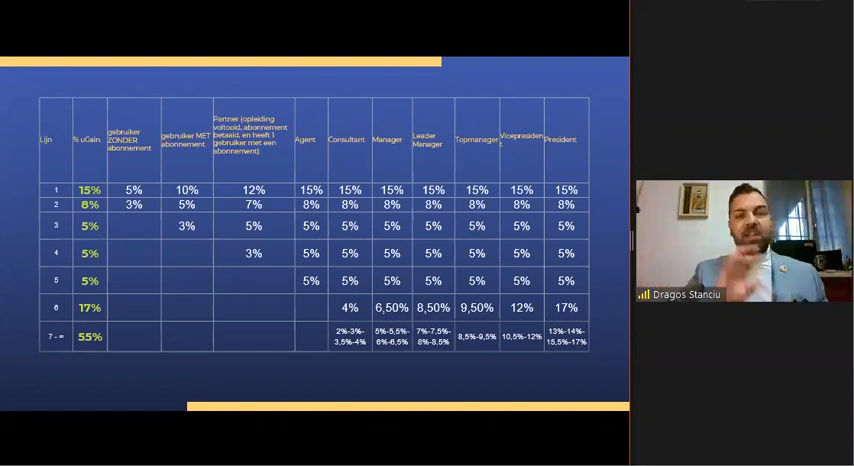 Lijn % uGain gebruiker ZONDER abonnement gebruiker MET abonnement Partner (opleiding voltooid, abonnement betaald, en heeft 1 gebruiker met een abonnement) Agent Consultant Manager Leader Manager Topmanager Vicepresident President
1 15% 5% 10% 12% 15% 15% 15% 15% 15% 15% 15%
2 8% 3% 5% 7% 8% 8% 8% 8% 8% 8% 8%
3 5% 3% 5% 5% 5% 5% 5% 5% 5% 5%
4 5% 3% 5% 5% 5% 5% 5% 5% 5%
5 5% 5% 5% 5% 5% 5% 5% 5%
6 17% 4% 6,50% 8,50% 9,50% 12% 17%
7 - ∞ 55% 2%-3%-3,5%-4% 5%-5,5%-6%-6,5% 7%-7,5%-8%-8,5% 8,5%-9,5% 10,5%-12% 13%-14%-15,5%-17%
Dragos Stanciu